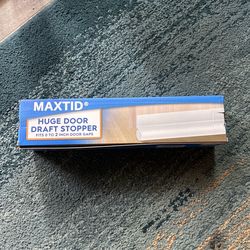 MAXTID®
HUGE DOOR
DRAFT STOPPER
FITS 0 TO 2 INCH DOOR GAPS